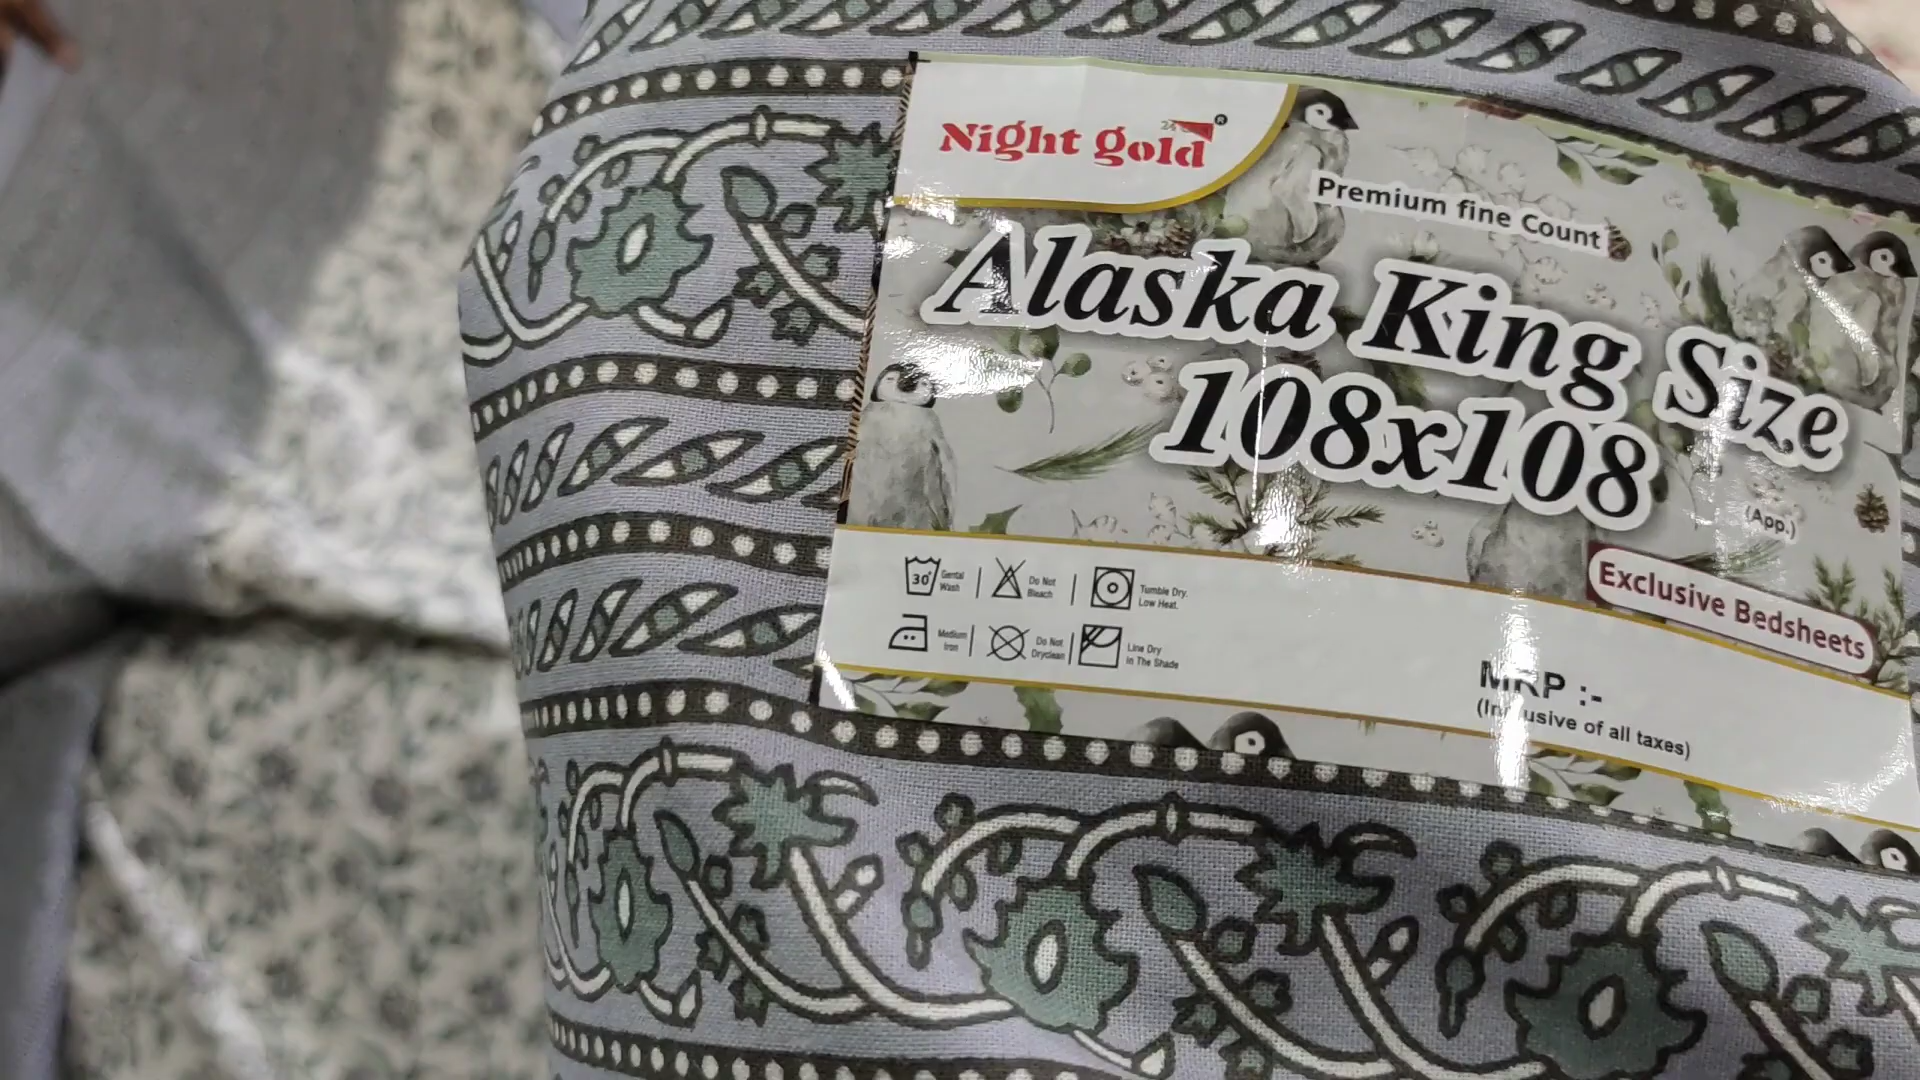 Night gold ®
Premium fine Count
Alaska King Size
108x108
(App.)
Exclusive Bedsheets
30°
Gental
Wash
Do Not
Bleach
Tumble Dry.
Low Heat.
Medium
Iron
Do Not
Dryclean
Line Dry
In The Shade
MRP :-
(Inclusive of all taxes)